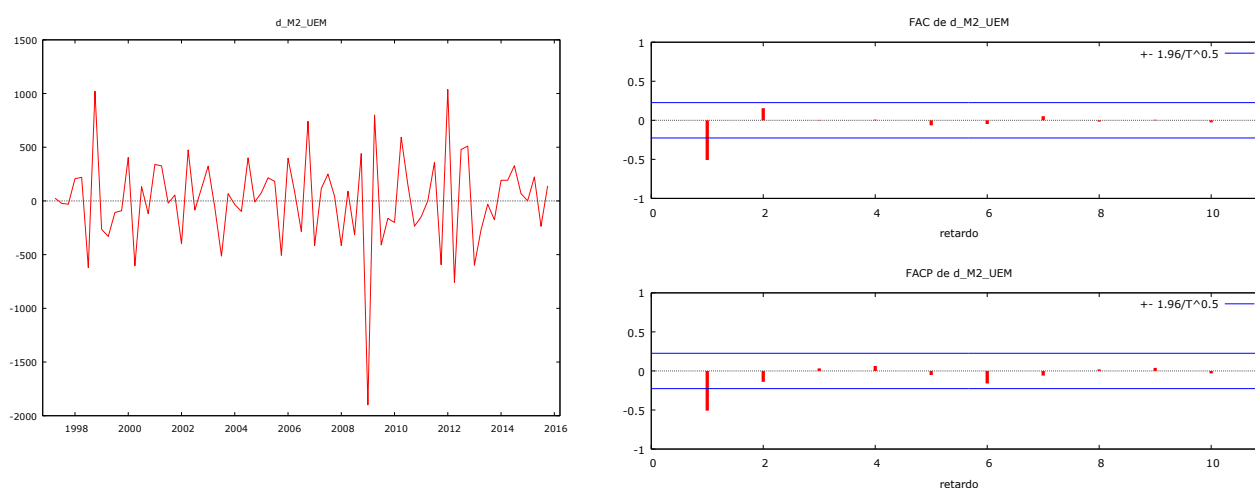 d_M2_UEM
1500
1000
500
0
-500
-1000
-1500
-2000
1998 2000 2002 2004 2006 2008 2010 2012 2014 2016
FAC de d_M2_UEM
+- 1.96/T^0.5
1
0.5
0
-0.5
-1
0 2 4 6 8 10
retardo
FACP de d_M2_UEM
+- 1.96/T^0.5
1
0.5
0
-0.5
-1
0 2 4 6 8 10
retardo